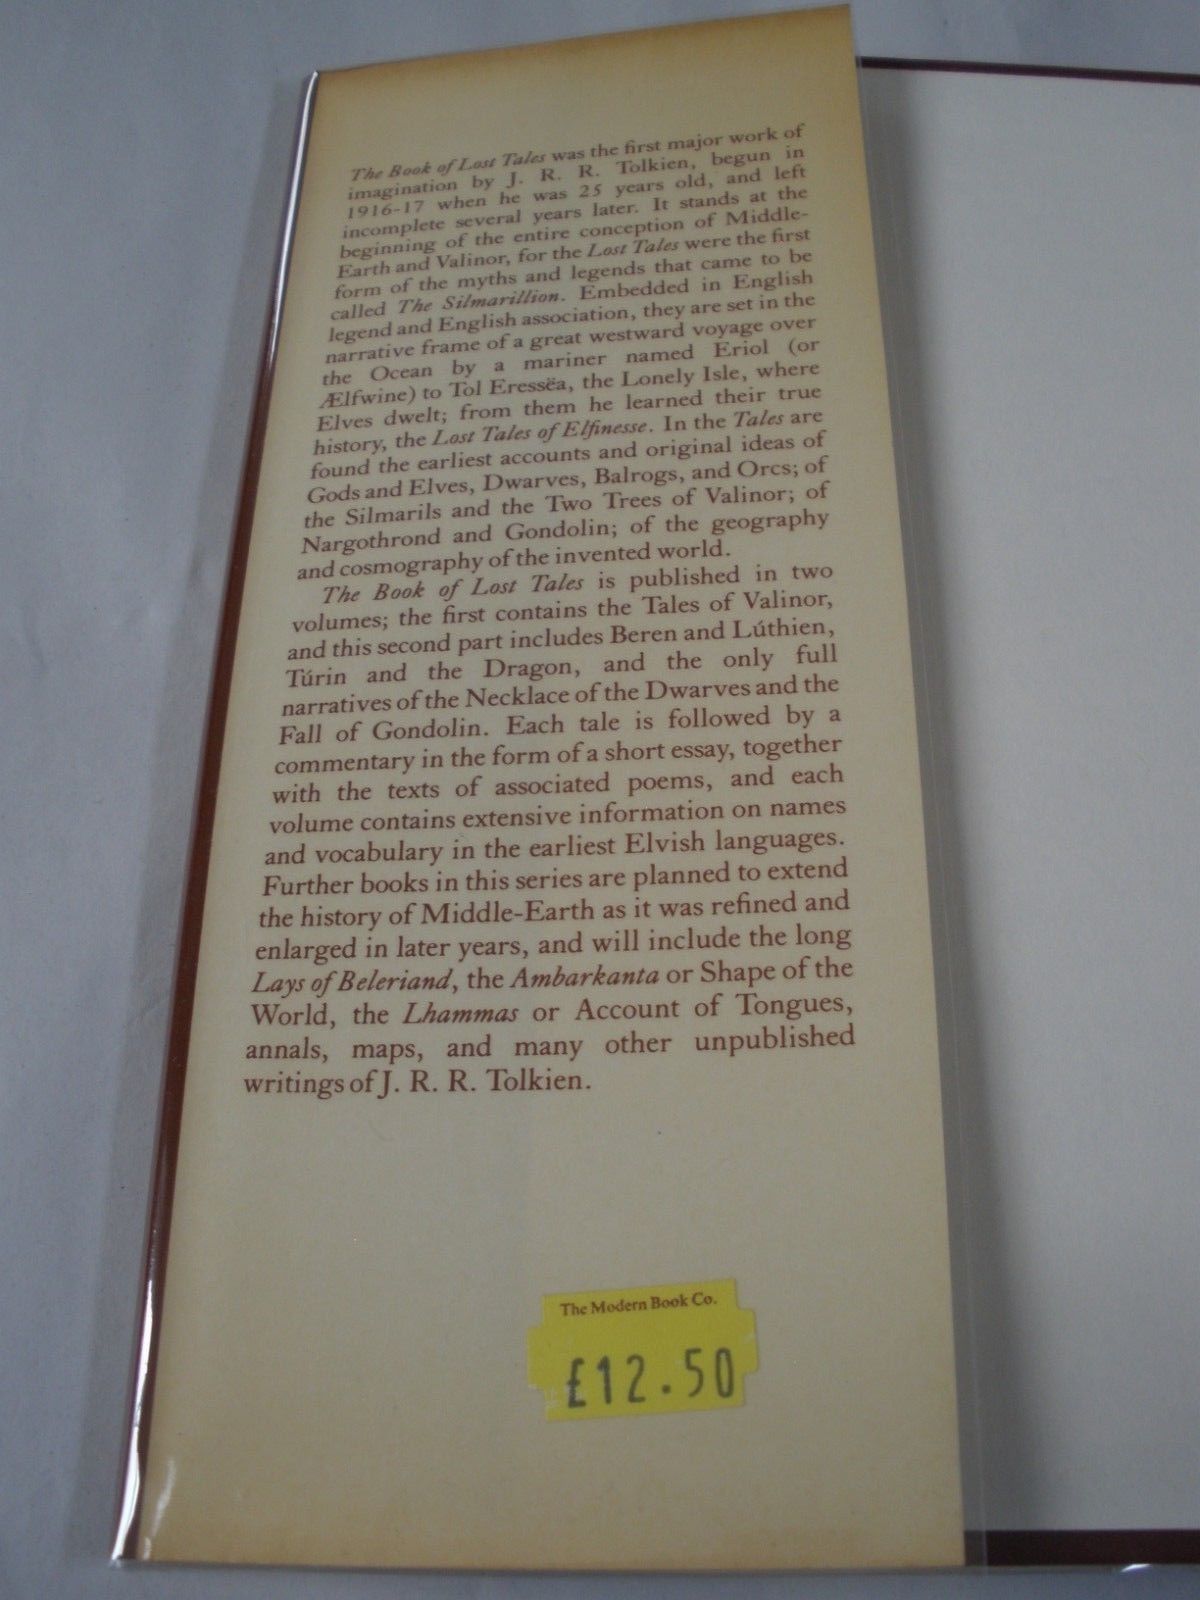 The Book of Lost Tales was the first major work of
imagination by J. R. R. Tolkien, begun in
1916-17 when he was 25 years old, and left
incomplete several years later. It stands at the
beginning of the entire conception of Middle-
Earth and Valinor, for the Lost Tales were the first
form of the myths and legends that came to be
called The Silmarillion. Embedded in English
legend and English association, they are set in the
narrative frame of a great westward voyage over
the Ocean by a mariner named Eriol (or
Ælfwine) to Tol Eressëa, the Lonely Isle, where
Elves dwelt; from them he learned their true
history, the Lost Tales of Elfinesse. In the Tales are
found the earliest accounts and original ideas of
Gods and Elves, Dwarves, Balrogs, and Orcs; of
the Silmarils and the Two Trees of Valinor; of
Nargothrond and Gondolin; of the geography
and cosmography of the invented world.
The Book of Lost Tales is published in two
volumes; the first contains the Tales of Valinor,
and this second part includes Beren and Lúthien,
Túrin and the Dragon, and the only full
narratives of the Necklace of the Dwarves and the
Fall of Gondolin. Each tale is followed by a
commentary in the form of a short essay, together
with the texts of associated poems, and each
volume contains extensive information on names
and vocabulary in the earliest Elvish languages.
Further books in this series are planned to extend
the history of Middle-Earth as it was refined and
enlarged in later years, and will include the long
Lays of Beleriand, the Ambarkanta or Shape of the
World, the Lhammas or Account of Tongues,
annals, maps, and many other unpublished
writings of J. R. R. Tolkien.
The Modern Book Co.
£12.50